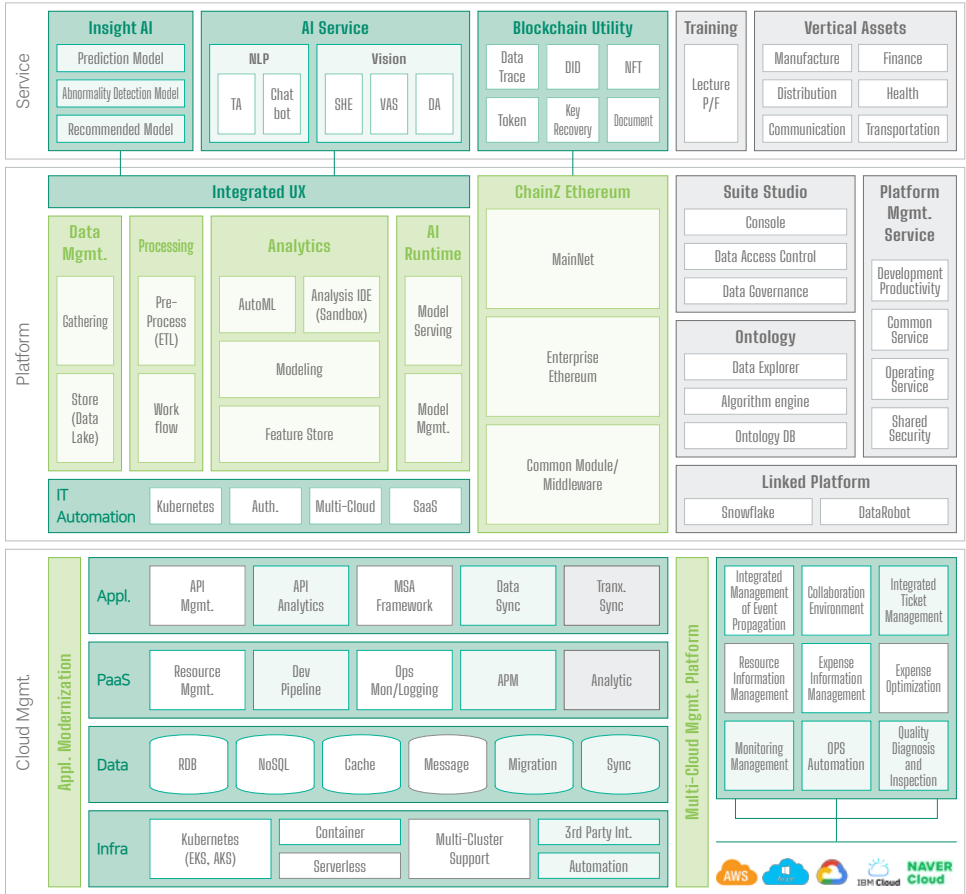 Service
Insight AI
Prediction Model
Abnormality Detection Model
Recommended Model
AI Service
NLP
TA
Chat
bot
Vision
SHE
VAS
DA
Blockchain Utility
Data
Trace
DID
NFT
Token
Key
Recovery
Document
Training
Lecture
P/F
Vertical Assets
Manufacture
Finance
Distribution
Health
Communication
Transportation
Platform
Integrated UX
Data
Mgmt.
Gathering
Store
(Data
Lake)
Processing
Pre-
Process
(ETL)
Work
flow
Analytics
AutoML
Analysis IDE
(Sandbox)
Modeling
Feature Store
AI
Runtime
Model
Serving
Model
Mgmt.
IT
Automation
Kubernetes
Auth.
Multi-Cloud
SaaS
ChainZ Ethereum
MainNet
Enterprise
Ethereum
Common Module/
Middleware
Suite Studio
Console
Data Access Control
Data Governance
Ontology
Data Explorer
Algorithm engine
Ontology DB
Platform
Mgmt.
Service
Development
Productivity
Common
Service
Operating
Service
Shared
Security
Linked Platform
Snowflake
DataRobot
Cloud Mgmt.
Appl. Modernization
Appl.
API
Mgmt.
API
Analytics
MSA
Framework
Data
Sync
Tranx.
Sync
PaaS
Resource
Mgmt.
Dev
Pipeline
Ops
Mon/Logging
APM
Analytic
Data
RDB
NoSQL
Cache
Message
Migration
Sync
Infra
Kubernetes
(EKS, AKS)
Container
Serverless
Multi-Cluster
Support
3rd Party Int.
Automation
Multi-Cloud Mgmt. Platform
Integrated
Management
of Event
Propagation
Collaboration
Environment
Integrated
Ticket
Management
Resource
Information
Management
Expense
Information
Management
Expense
Optimization
Monitoring
Management
OPS
Automation
Quality
Diagnosis
and
Inspection
AWS
Azure
IBM Cloud
NAVER
Cloud